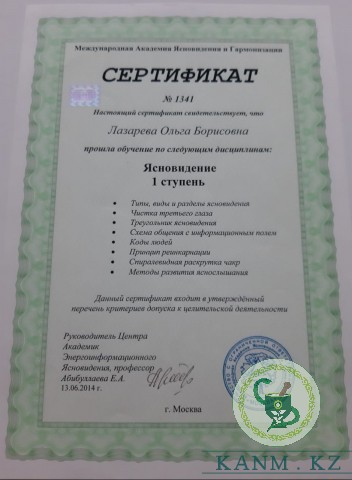 Международная Академия Ясновидения и Гармонизации
СЕРТИФИКАТ
№ 1341
Настоящий сертификат свидетельствует, что
Лазарева Ольга Борисовна
прошла обучение по следующим дисциплинам:
Ясновидение
1 ступень
• Типы, виды и разделы ясновидения
• Чистка третьего глаза
• Треугольник ясновидения
• Схема общения с информационным полем
• Коды людей
• Принцип реинкарнации
• Спиралевидная раскрутка чакр
• Методы развития яснослышания
Данный сертификат входит в утверждённый
перечень критериев допуска к целительской деятельности
Руководитель Центра
Академик
Энергоинформационного
Ясновидения, профессор
Абибуллаева Е.А.
13.06.2014 г.
г. Москва
KANM.KZ